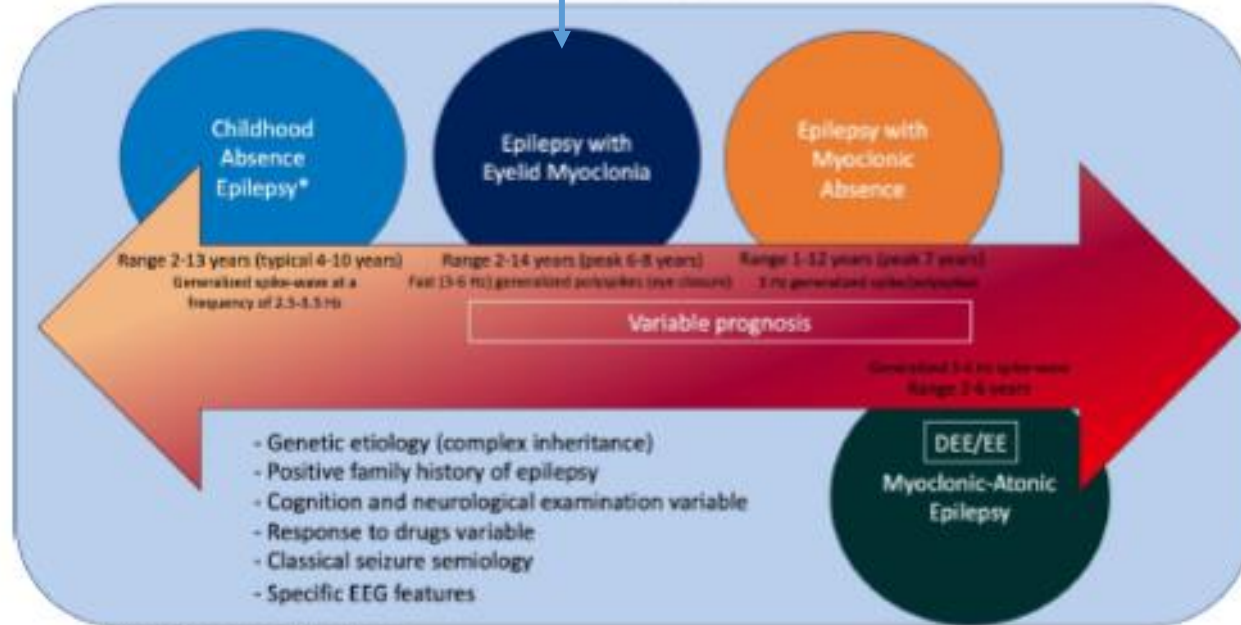 Childhood
Absence
Epilepsy*
Epilepsy with
Eyelid Myoclonia
Epilepsy with
Myoclonic
Absence
Range 2-13 years (typical 4-10 years)
Generalized spike-wave at a
frequency of 2.5-3.5 Hz
Range 2-14 years (peak 6-8 years)
Fast (3-6 Hz) generalized polyspikes (eye closure)
Range 1-12 years (peak 7 years)
3 Hz generalized
Variable prognosis
Generalized spike-wave
Range 2-6 years
DEE/EE
Myoclonic-Atonic
Epilepsy
- Genetic etiology (complex inheritance)
- Positive family history of epilepsy
- Cognition and neurological examination variable
- Response to drugs variable
- Classical seizure semiology
- Specific EEG features